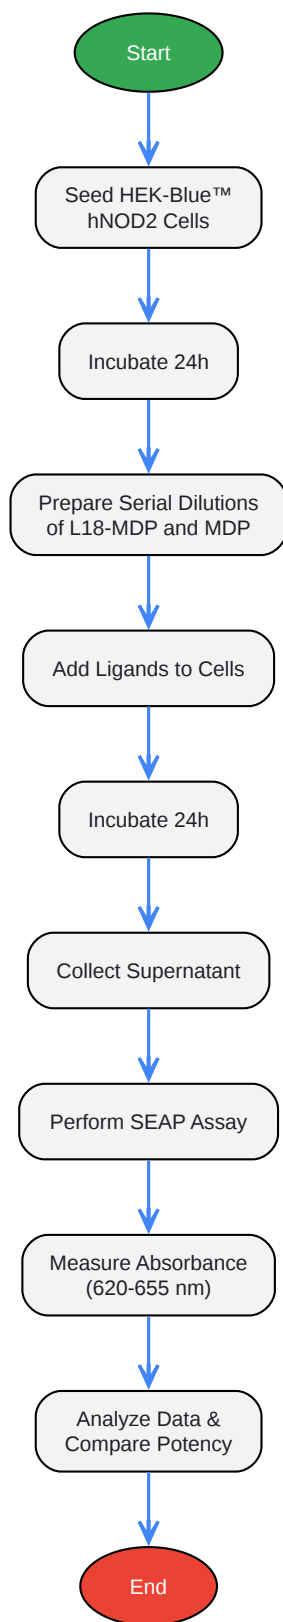 Start
Seed HEK-Blue™
hNOD2 Cells
Incubate 24h
Prepare Serial Dilutions
of L18-MDP and MDP
Add Ligands to Cells
Incubate 24h
Collect Supernatant
Perform SEAP Assay
Measure Absorbance
(620-655 nm)
Analyze Data &
Compare Potency
End